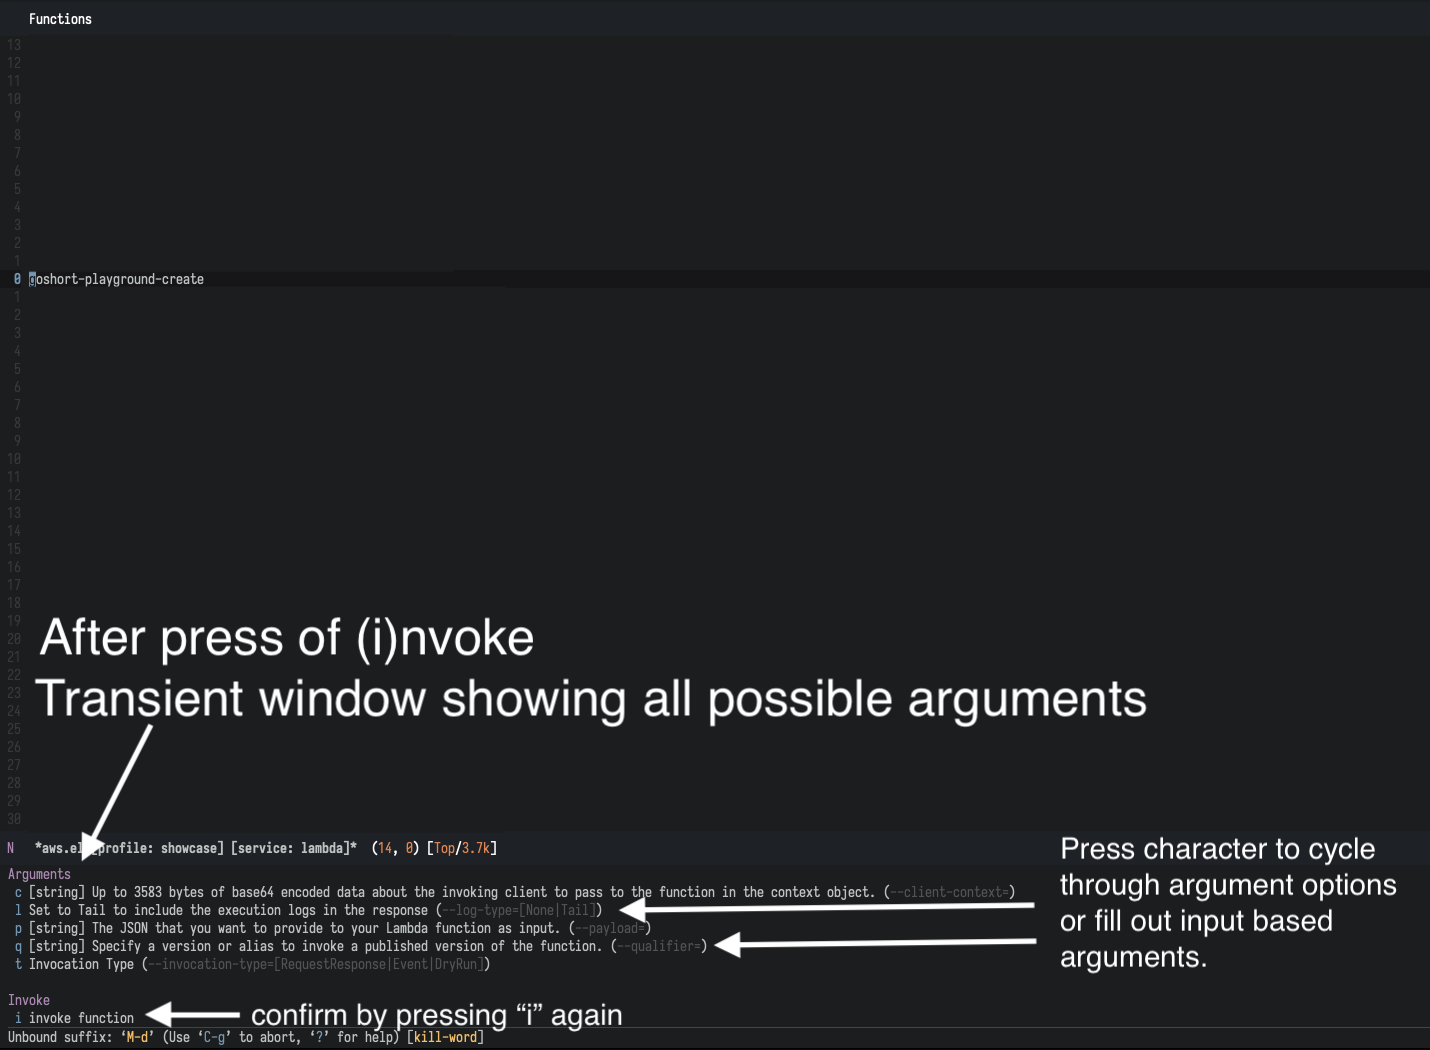 Functions
13
12
11
10
9
8
7
6
5
4
3
2
1
0 goshort-playground-create
1
2
3
4
5
6
7
8
9
10
11
12
13
14
15
16
17
18
19
20
21
22
23
24
25
26
27
28
29
30
After press of (i)nvoke
Transient window showing all possible arguments
N *aws.el [profile: showcase] [service: lambda]* (14, 0) [Top/3.7k]
Arguments
c [string] Up to 3583 bytes of base64 encoded data about the invoking client to pass to the function in the context object. (--client-context=)
l Set to Tail to include the execution logs in the response (--log-type=[None|Tail])
p [string] The JSON that you want to provide to your Lambda function as input. (--payload=)
q [string] Specify a version or alias to invoke a published version of the function. (--qualifier=)
t Invocation Type (--invocation-type=[RequestResponse|Event|DryRun])
Press character to cycle
through argument options
or fill out input based
arguments.
Invoke
i invoke function
confirm by pressing “i” again
Unbound suffix: ‘M-d’ (Use ‘C-g’ to abort, ‘?’ for help) [kill-word]